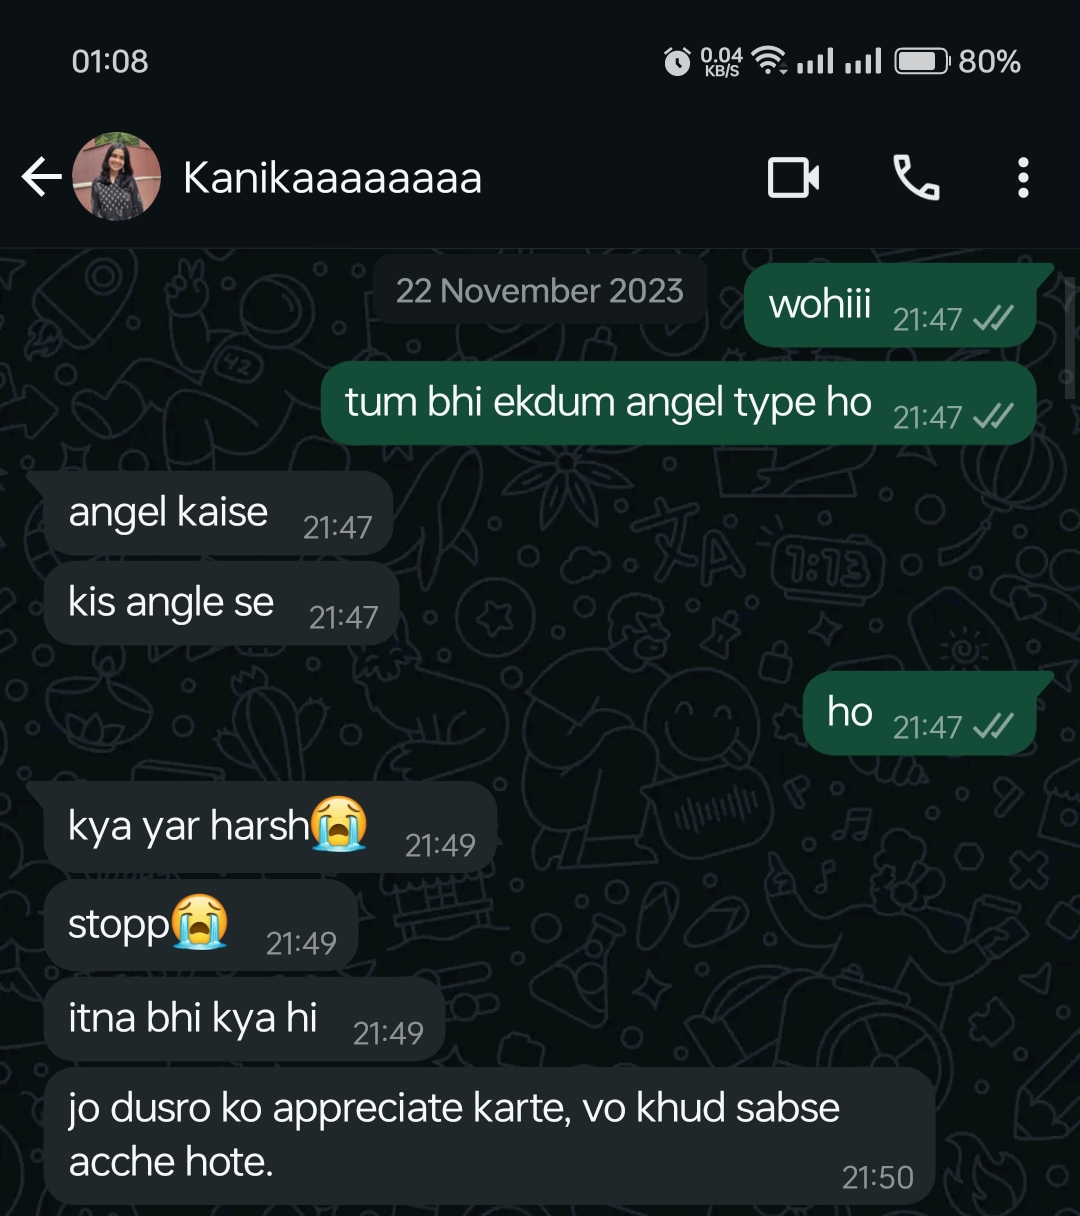 01:08
0.04
KB/S
80%
Kanikaaaaaaaa
22 November 2023
wohiii 21:47
tum bhi ekdum angel type ho 21:47
angel kaise 21:47
kis angle se 21:47
ho 21:47
kya yar harsh😭 21:49
stopp😭 21:49
itna bhi kya hi 21:49
jo dusro ko appreciate karte, vo khud sabse
acche hote. 21:50